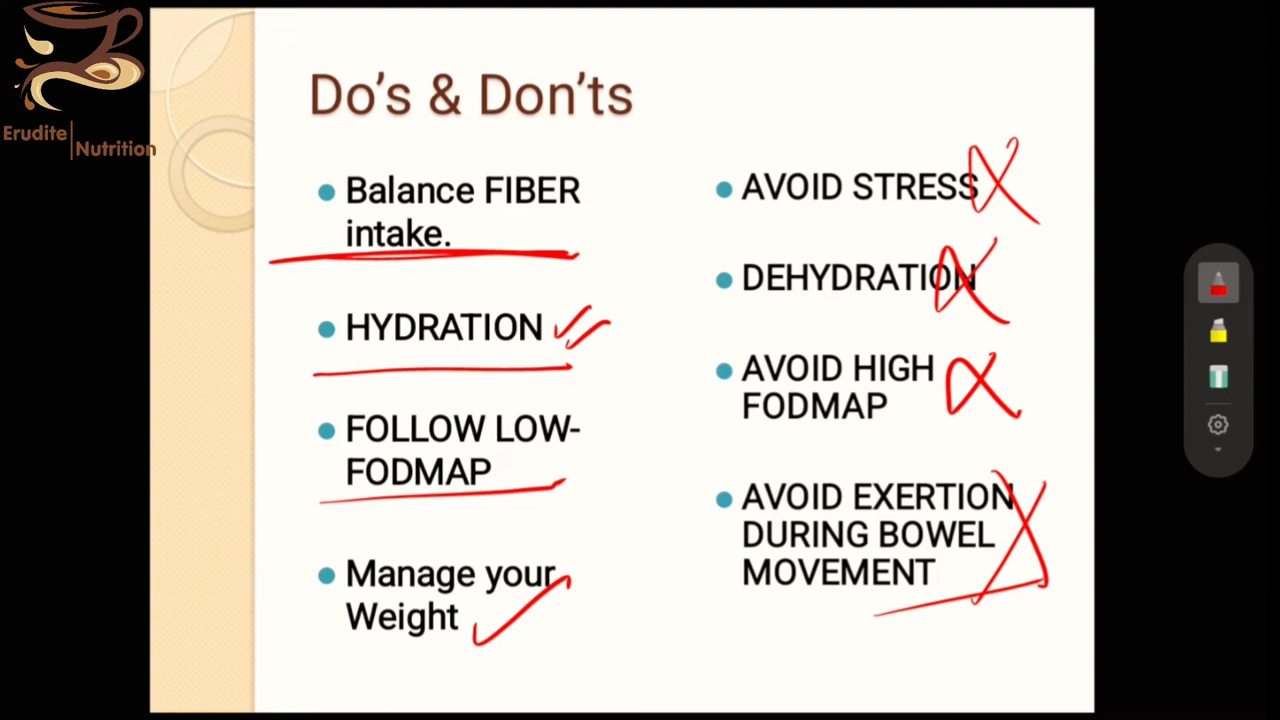 Erudite
Nutrition
Do's & Don'ts
Balance FIBER
intake.
HYDRATION
FOLLOW LOW-
FODMAP
Manage your
Weight
AVOID STRESS
DEHYDRATION
AVOID HIGH
FODMAP
AVOID EXERTION
DURING BOWEL
MOVEMENT